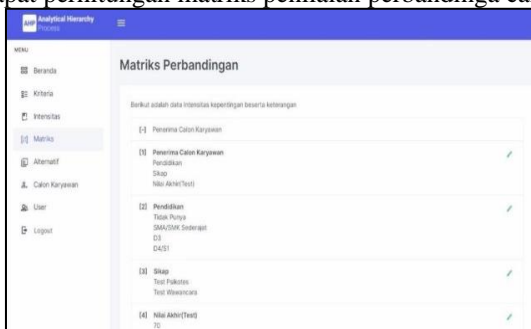 perhitungan matriks penilaian perbandinga
AHP Analytical Hierarchy
Process
MENU
Beranda
Kriteria
Intensitas
Matriks
Alternatif
Calon Karyawan
User
Logout
Matriks Perbandingan
Berikut adalah data intensitas kepentingan beserta keterangan
[-] Penerima Calon Karyawan
[1] Penerima Calon Karyawan
Pendidikan
Sikap
Nilai Akhir(Test)
[2] Pendidikan
Tidak Punya
SMA/SMK Sederajat
D3
D4/S1
[3] Sikap
Test Psikotes
Test Wawancara
[4] Nilai Akhir(Test)
70